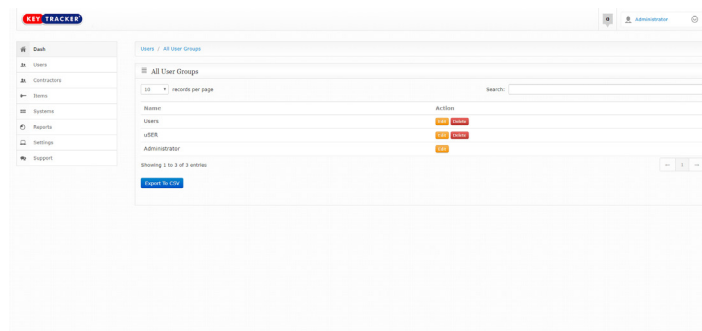 KEY TRACKER
0
Administrator
Dash
Users
Contractors
Items
Systems
Reports
Settings
Support
Users / All User Groups
All User Groups
10 records per page
Search:
Name Action
Users Edit Delete
uSER Edit Delete
Administrator Edit
Showing 1 to 3 of 3 entries
← 1 →
Export To CSV